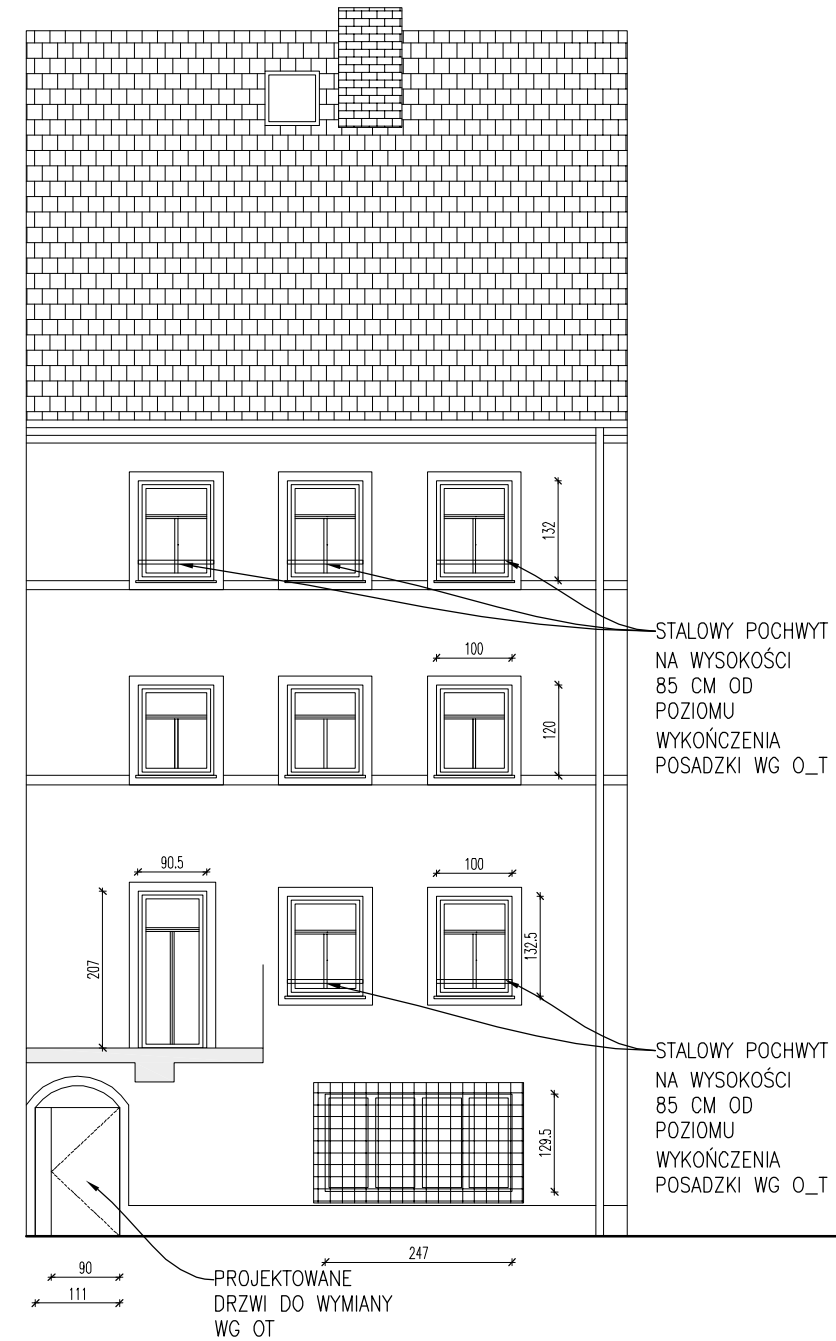 132
STALOWY POCHWYT
NA WYSOKOŚCI
85 CM OD
POZIOMU
WYKOŃCZENIA
POSADZKI WG O_T
100
120
90.5
100
207
132.5
STALOWY POCHWYT
NA WYSOKOŚCI
85 CM OD
POZIOMU
WYKOŃCZENIA
POSADZKI WG O_T
129.5
247
90
111
PROJEKTOWANE
DRZWI DO WYMIANY
WG OT